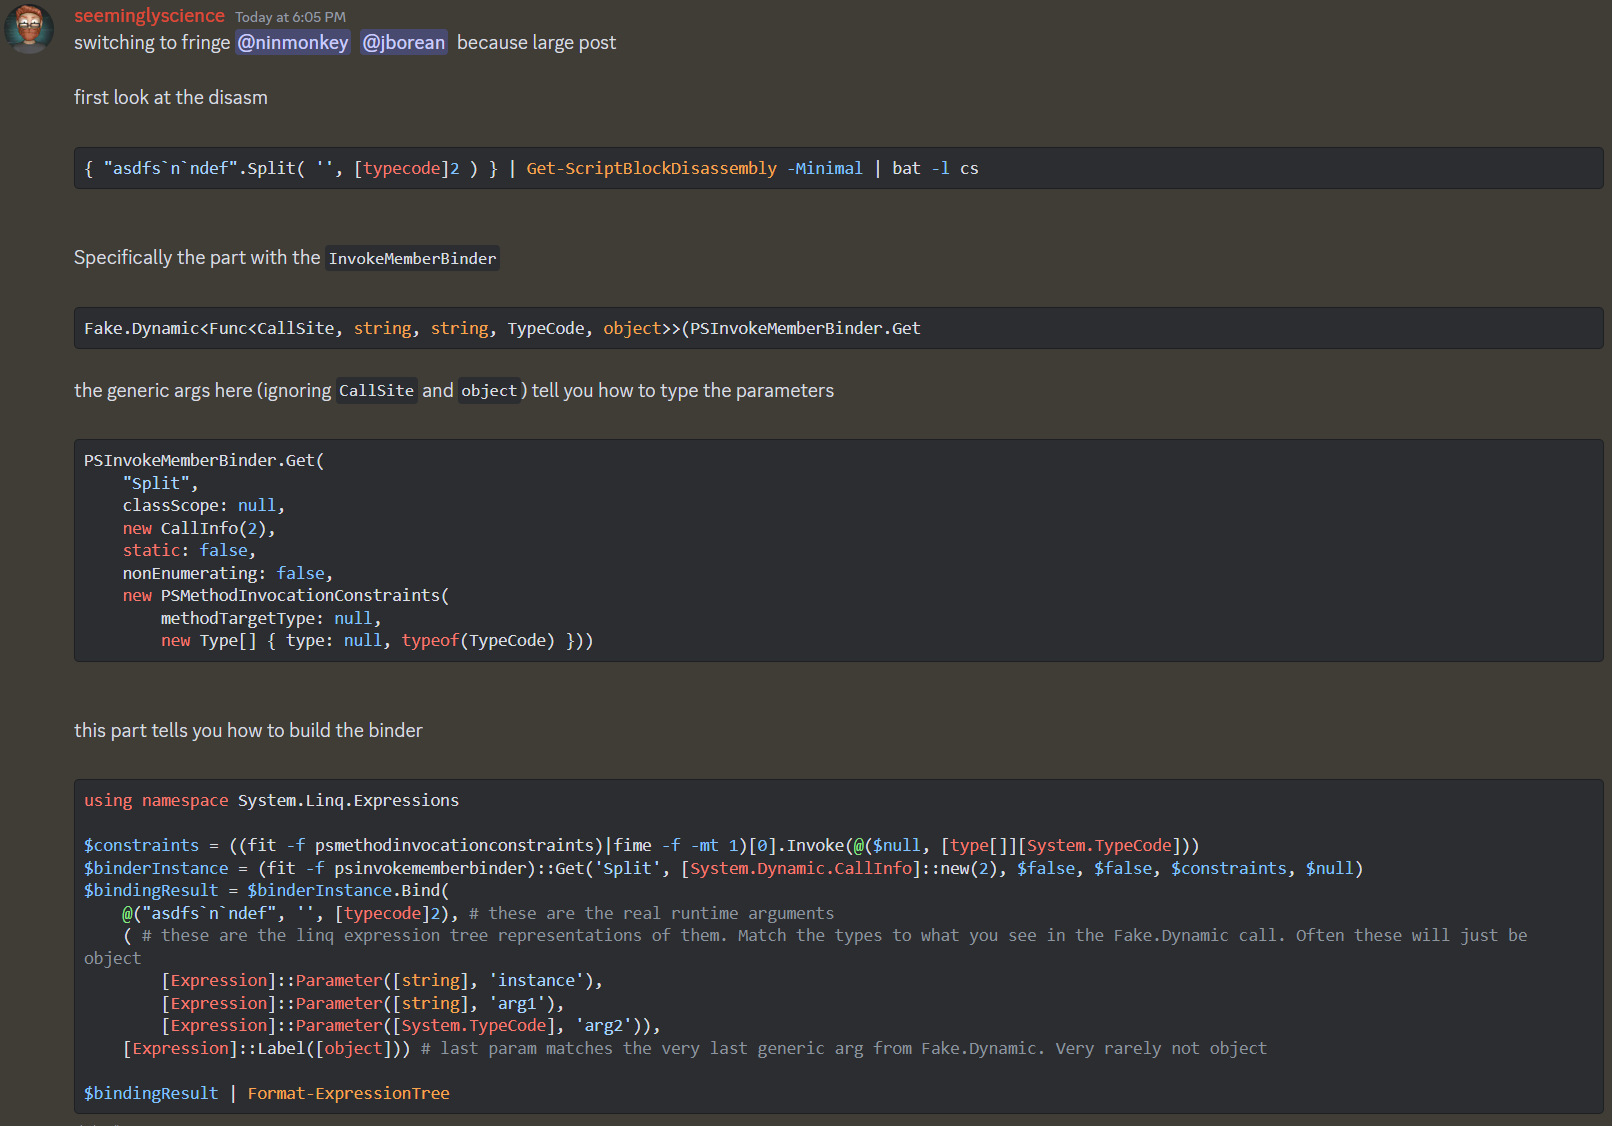 seeminglyscience Today at 6:05 PM
switching to fringe @ninmonkey @jborean because large post
first look at the disasm
{ "asdfs`n`ndef".Split( '', [typecode]2 ) } | Get-ScriptBlockDisassembly -Minimal | bat -l cs
Specifically the part with the InvokeMemberBinder
Fake.Dynamic<Func<CallSite, string, string, TypeCode, object>>(PSInvokeMemberBinder.Get
the generic args here (ignoring CallSite and object) tell you how to type the parameters
PSInvokeMemberBinder.Get(
    "Split",
    classScope: null,
    new CallInfo(2),
    static: false,
    nonEnumerating: false,
    new PSMethodInvocationConstraints(
        methodTargetType: null,
        new Type[] { type: null, typeof(TypeCode) }))
this part tells you how to build the binder
using namespace System.Linq.Expressions
$constraints = ((fit -f psmethodinvocationconstraints)|fime -f -mt 1)[0].Invoke(@($null, [type[]][System.TypeCode]))
$binderInstance = (fit -f psinvokememberbinder)::Get('Split', [System.Dynamic.CallInfo]::new(2), $false, $false, $constraints, $null)
$bindingResult = $binderInstance.Bind(
    @("asdfs`n`ndef", '', [typecode]2), # these are the real runtime arguments
    ( # these are the linq expression tree representations of them. Match the types to what you see in the Fake.Dynamic call. Often these will just be
object
        [Expression]::Parameter([string], 'instance'),
        [Expression]::Parameter([string], 'arg1'),
        [Expression]::Parameter([System.TypeCode], 'arg2')),
    [Expression]::Label([object])) # last param matches the very last generic arg from Fake.Dynamic. Very rarely not object
$bindingResult | Format-ExpressionTree